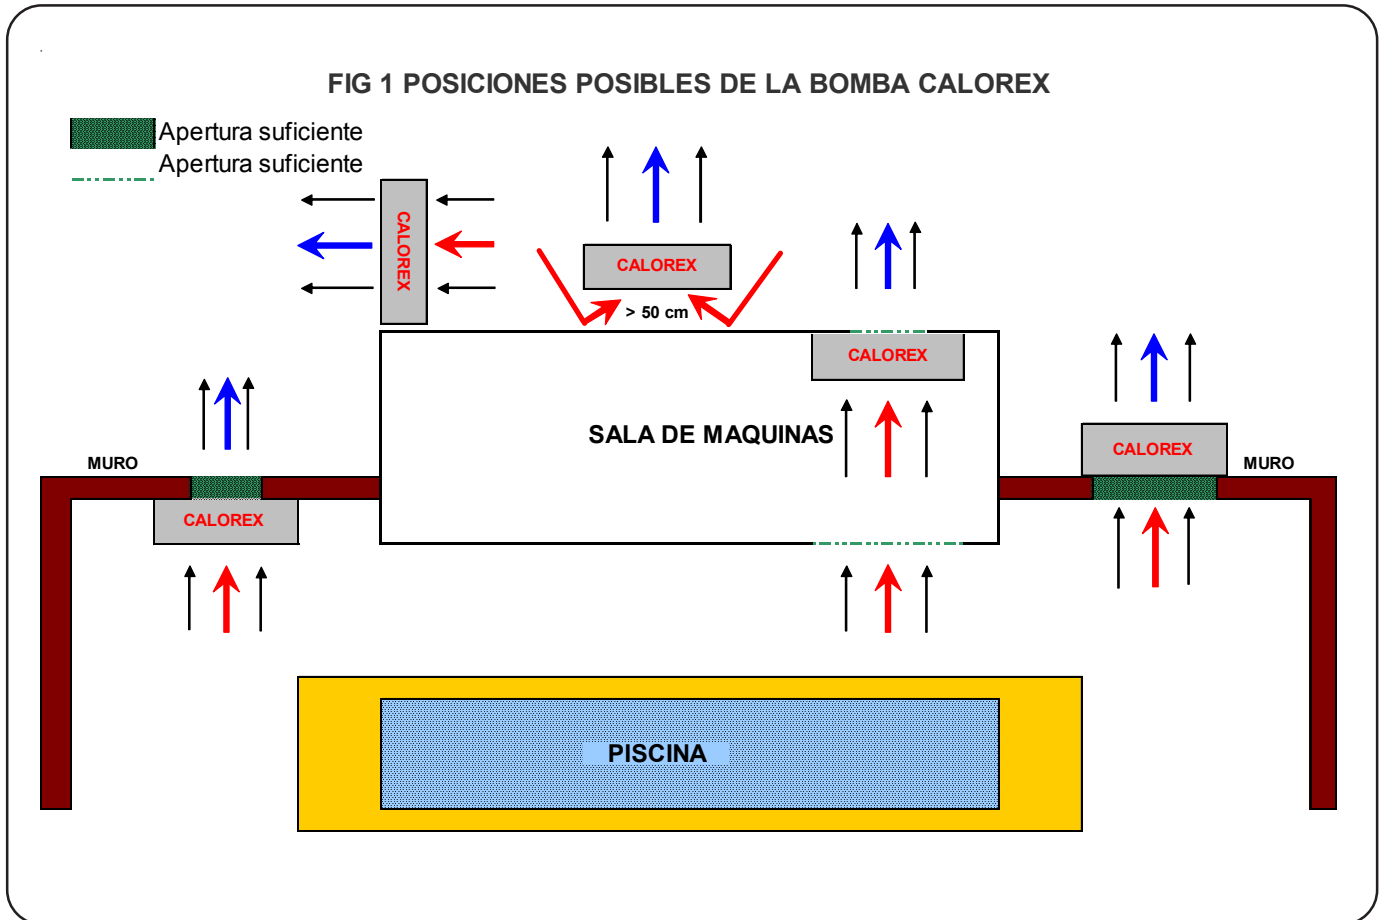 FIG 1 POSICIONES POSIBLES DE LA BOMBA CALOREX
Apertura suficiente
Apertura suficiente
CALOREX
CALOREX
> 50 cm
CALOREX
SALA DE MAQUINAS
CALOREX
MURO
MURO
CALOREX
PISCINA